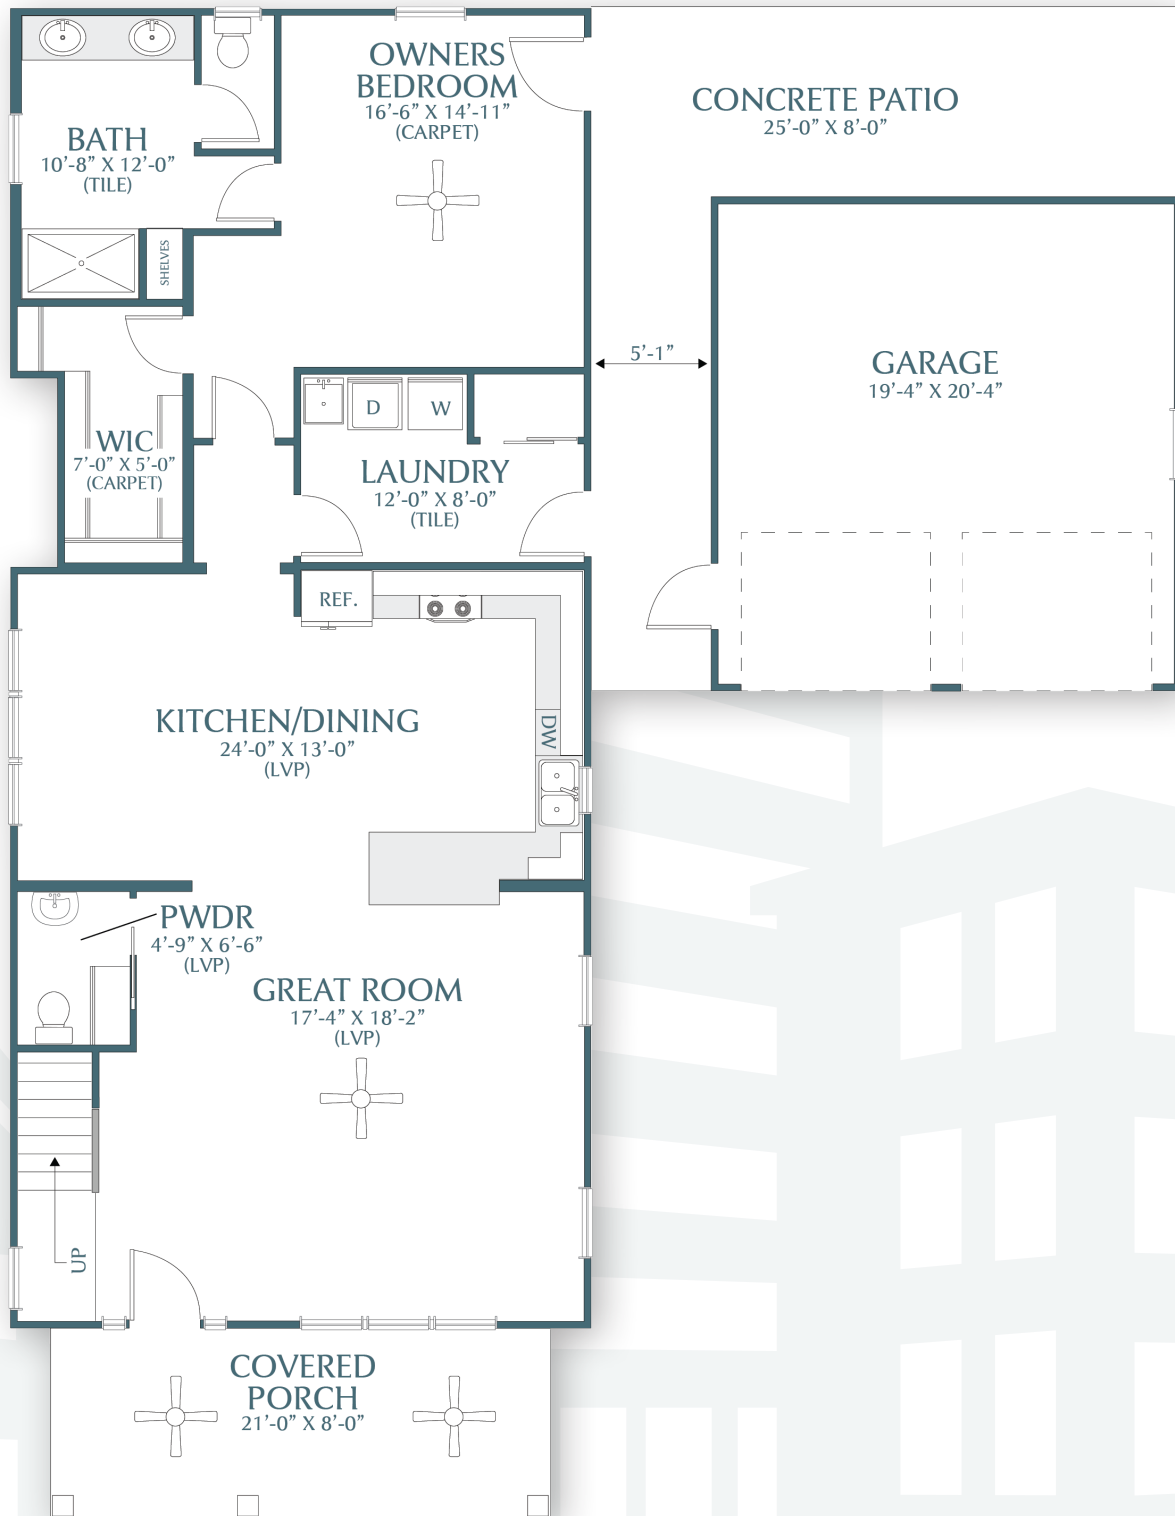 OWNERS
BEDROOM
16’-6” X 14’-11”
(CARPET)
CONCRETE PATIO
25’-0” X 8’-0”
BATH
10’-8” X 12’-0”
(TILE)
SHELVES
5’-1”
GARAGE
19’-4” X 20’-4”
D
W
WIC
7’-0” X 5’-0”
(CARPET)
LAUNDRY
12’-0” X 8’-0”
(TILE)
REF.
KITCHEN/DINING
24’-0” X 13’-0”
(LVP)
DW
PWDR
4’-9” X 6’-6”
(LVP)
GREAT ROOM
17’-4” X 18’-2”
(LVP)
UP
COVERED
PORCH
21’-0” X 8’-0”